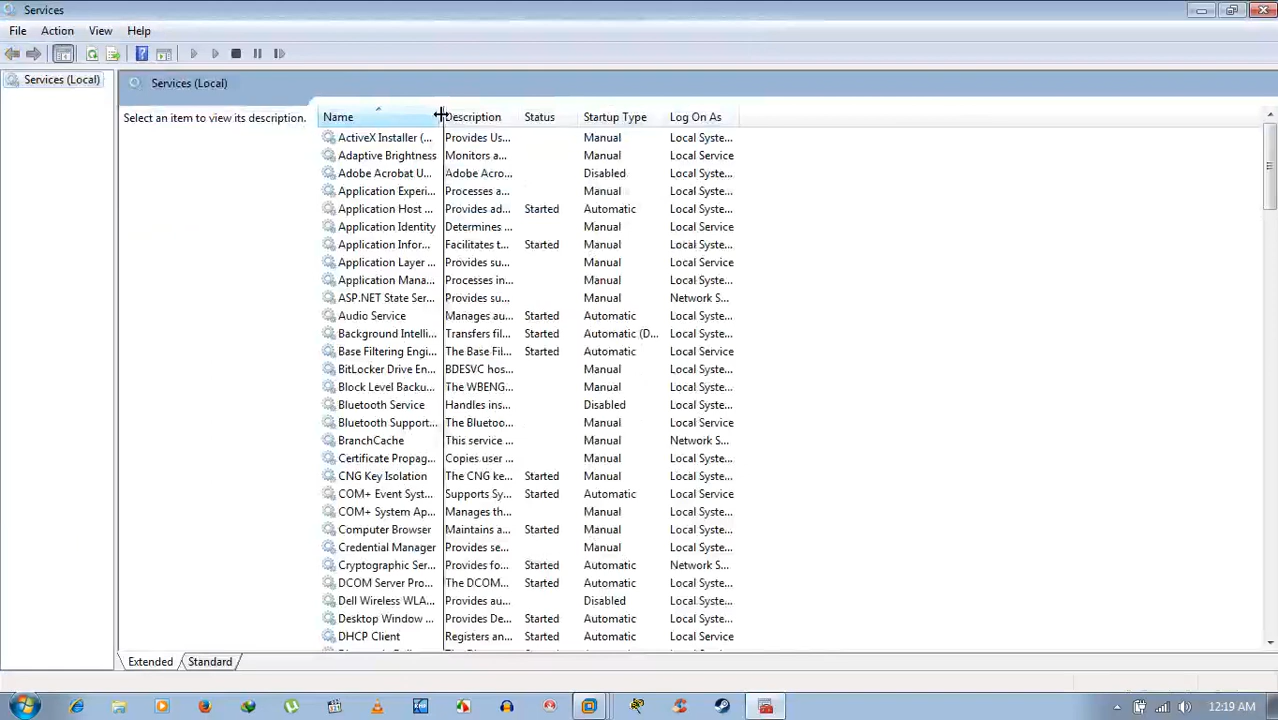 Services
File Action View Help
Services (Local) Services (Local)
Select an item to view its description. Name Description Status Startup Type Log On As
ActiveX Installer (... Provides Us... Manual Local Syste...
Adaptive Brightness Monitors a... Manual Local Service
Adobe Acrobat U... Adobe Acro... Disabled Local Syste...
Application Experi... Processes a... Manual Local Syste...
Application Host ... Provides ad... Started Automatic Local Syste...
Application Identity Determines ... Manual Local Service
Application Infor... Facilitates t... Started Manual Local Syste...
Application Layer ... Provides su... Manual Local Service
Application Mana... Processes in... Manual Local Syste...
ASP.NET State Ser... Provides su... Manual Network S...
Audio Service Manages au... Started Automatic Local Syste...
Background Intelli... Transfers fil... Started Automatic (D... Local Syste...
Base Filtering Engi... The Base Fil... Started Automatic Local Service
BitLocker Drive En... BDESVC hos... Manual Local Syste...
Block Level Backu... The WBENG... Manual Local Syste...
Bluetooth Service Handles ins... Disabled Local Syste...
Bluetooth Support... The Bluetoo... Manual Local Service
BranchCache This service ... Manual Network S...
Certificate Propag... Copies user ... Manual Local Syste...
CNG Key Isolation The CNG ke... Started Manual Local Syste...
COM+ Event Syst... Supports Sy... Started Automatic Local Service
COM+ System Ap... Manages th... Manual Local Syste...
Computer Browser Maintains a... Started Manual Local Syste...
Credential Manager Provides se... Manual Local Syste...
Cryptographic Ser... Provides fo... Started Automatic Network S...
DCOM Server Pro... The DCOM... Started Automatic Local Syste...
Dell Wireless WLA... Provides au... Disabled Local Syste...
Desktop Window ... Provides De... Started Automatic Local Syste...
DHCP Client Registers an... Started Automatic Local Service
Extended Standard
12:19 AM